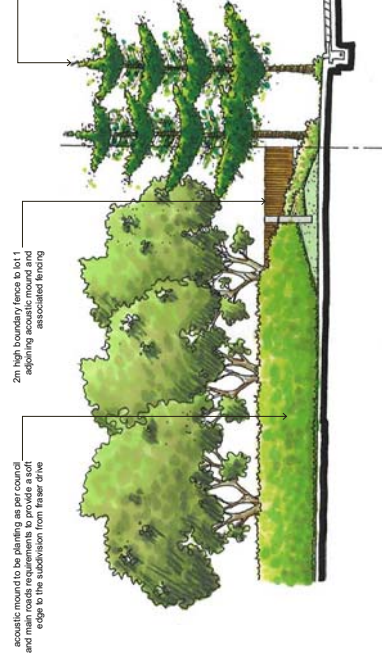 2m high boundary fence to lot 1
adjoining acoustic mound and
associated fencing
acoustic mound to be planting as per council
and main roads requirements to provide a soft
edge to the subdivision from fraser drive